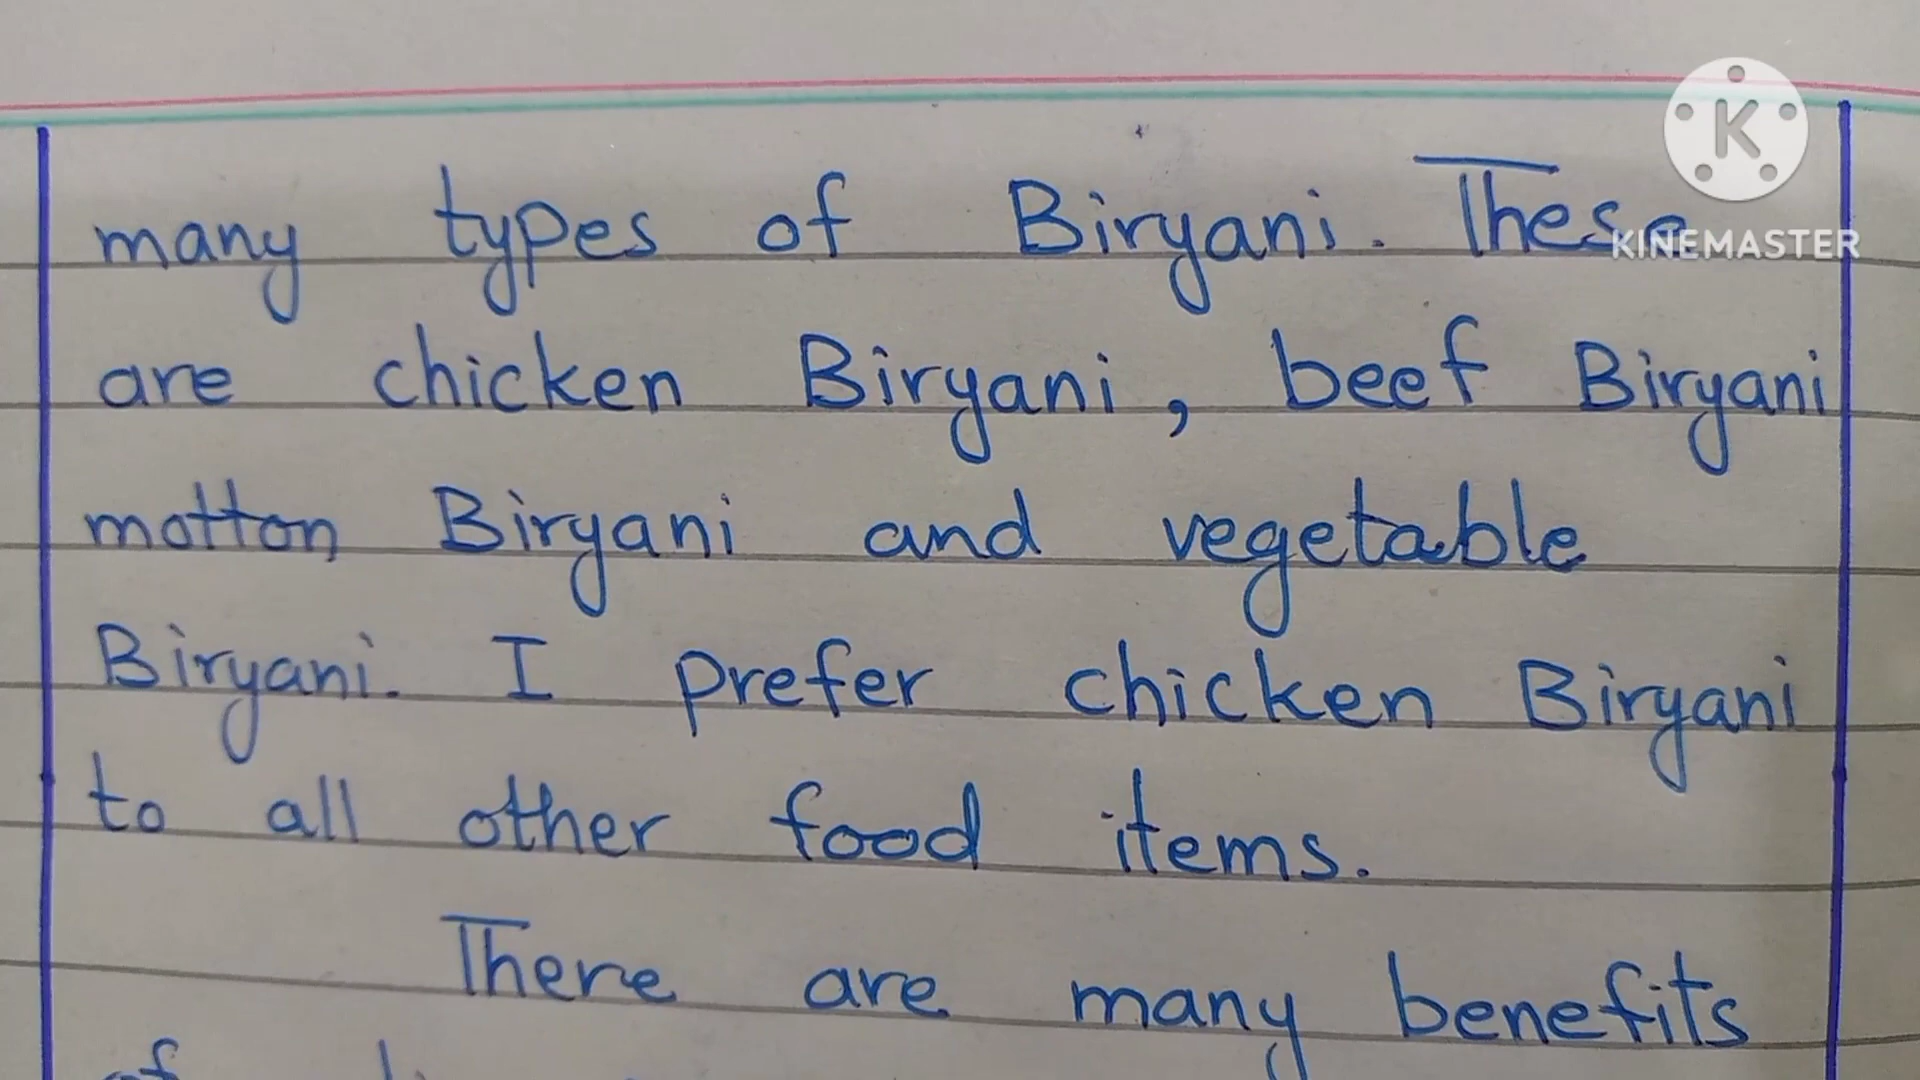 many types of Biryani. These
are chicken Biryani, beef Biryani
motton Biryani and vegetable
Biryani. I prefer chicken Biryani
to all other food items.
There are many benefits
of
K
KINEMASTER